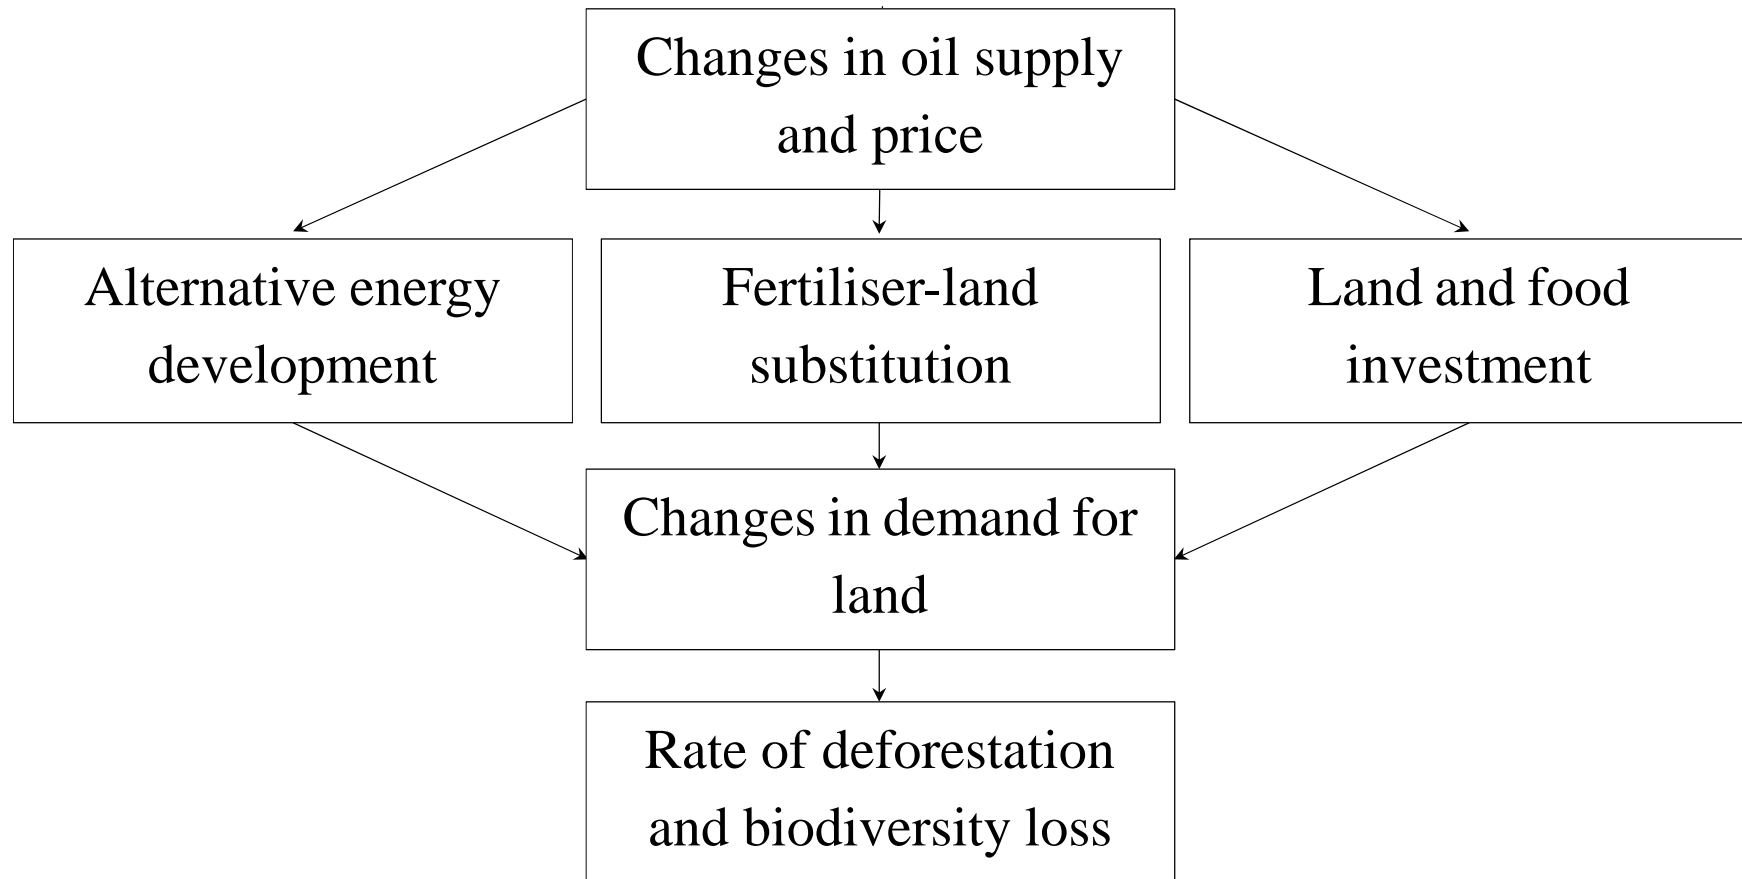 Changes in oil supply
and price
Alternative energy
development
Fertiliser-land
substitution
Land and food
investment
Changes in demand for
land
Rate of deforestation
and biodiversity loss